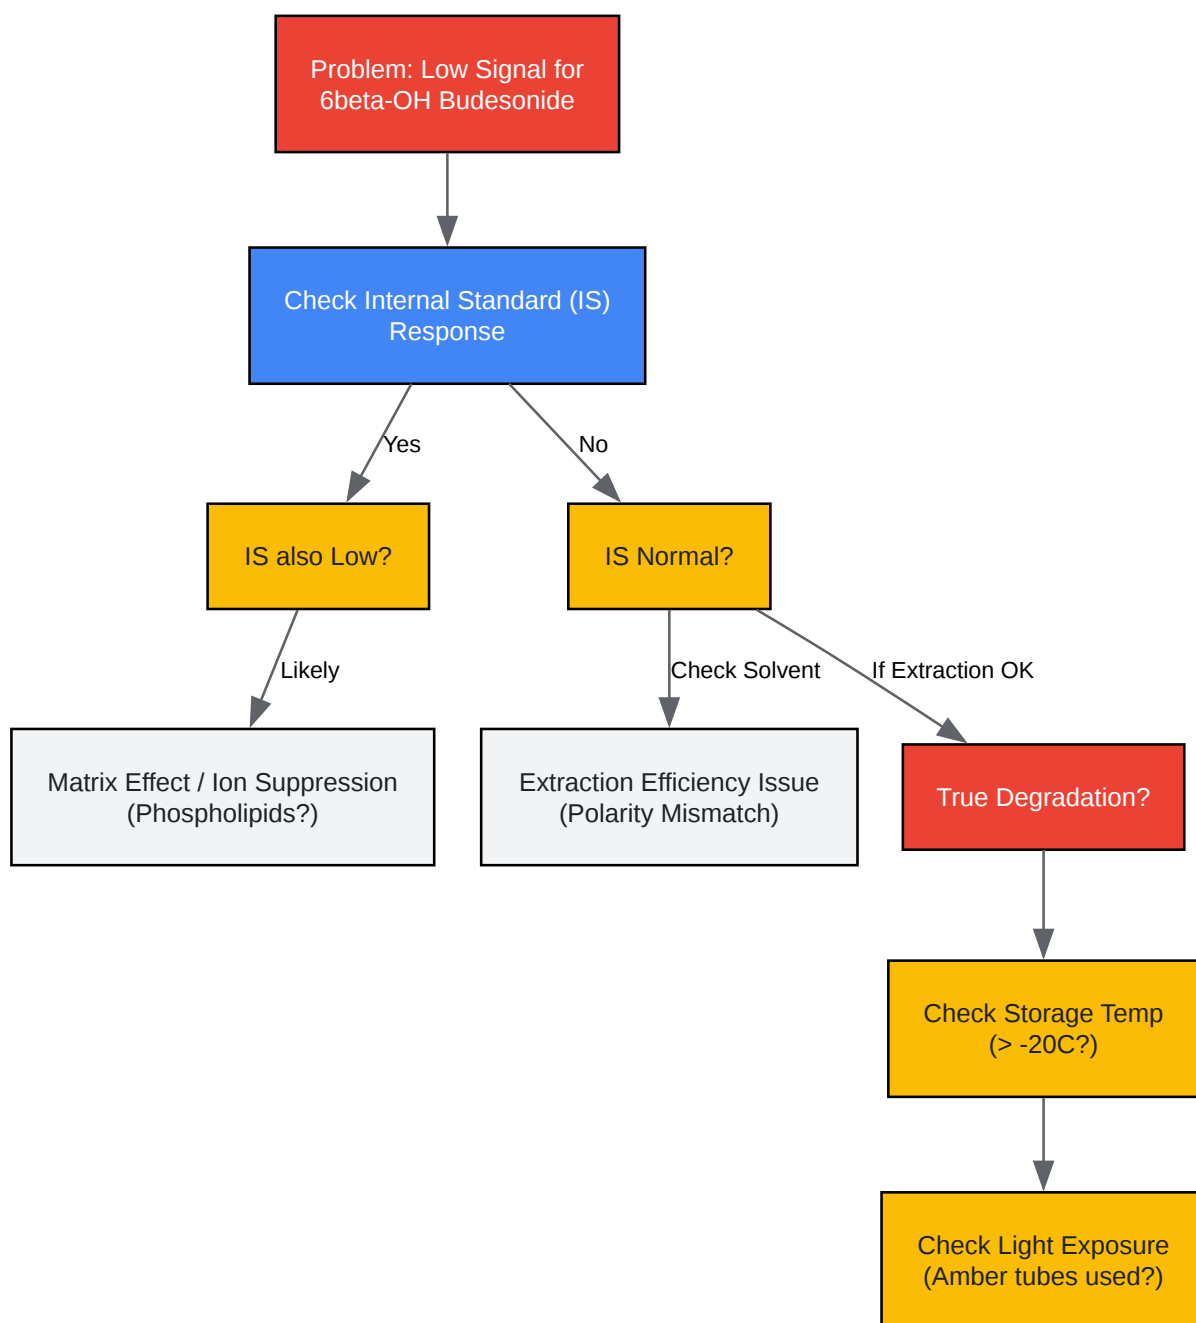 Problem: Low Signal for
6beta-OH Budesonide
Check Internal Standard (IS)
Response
Yes
No
IS also Low?
IS Normal?
Likely
Check Solvent
If Extraction OK
Matrix Effect / Ion Suppression
(Phospholipids?)
Extraction Efficiency Issue
(Polarity Mismatch)
True Degradation?
Check Storage Temp
(> -20C?)
Check Light Exposure
(Amber tubes used?)